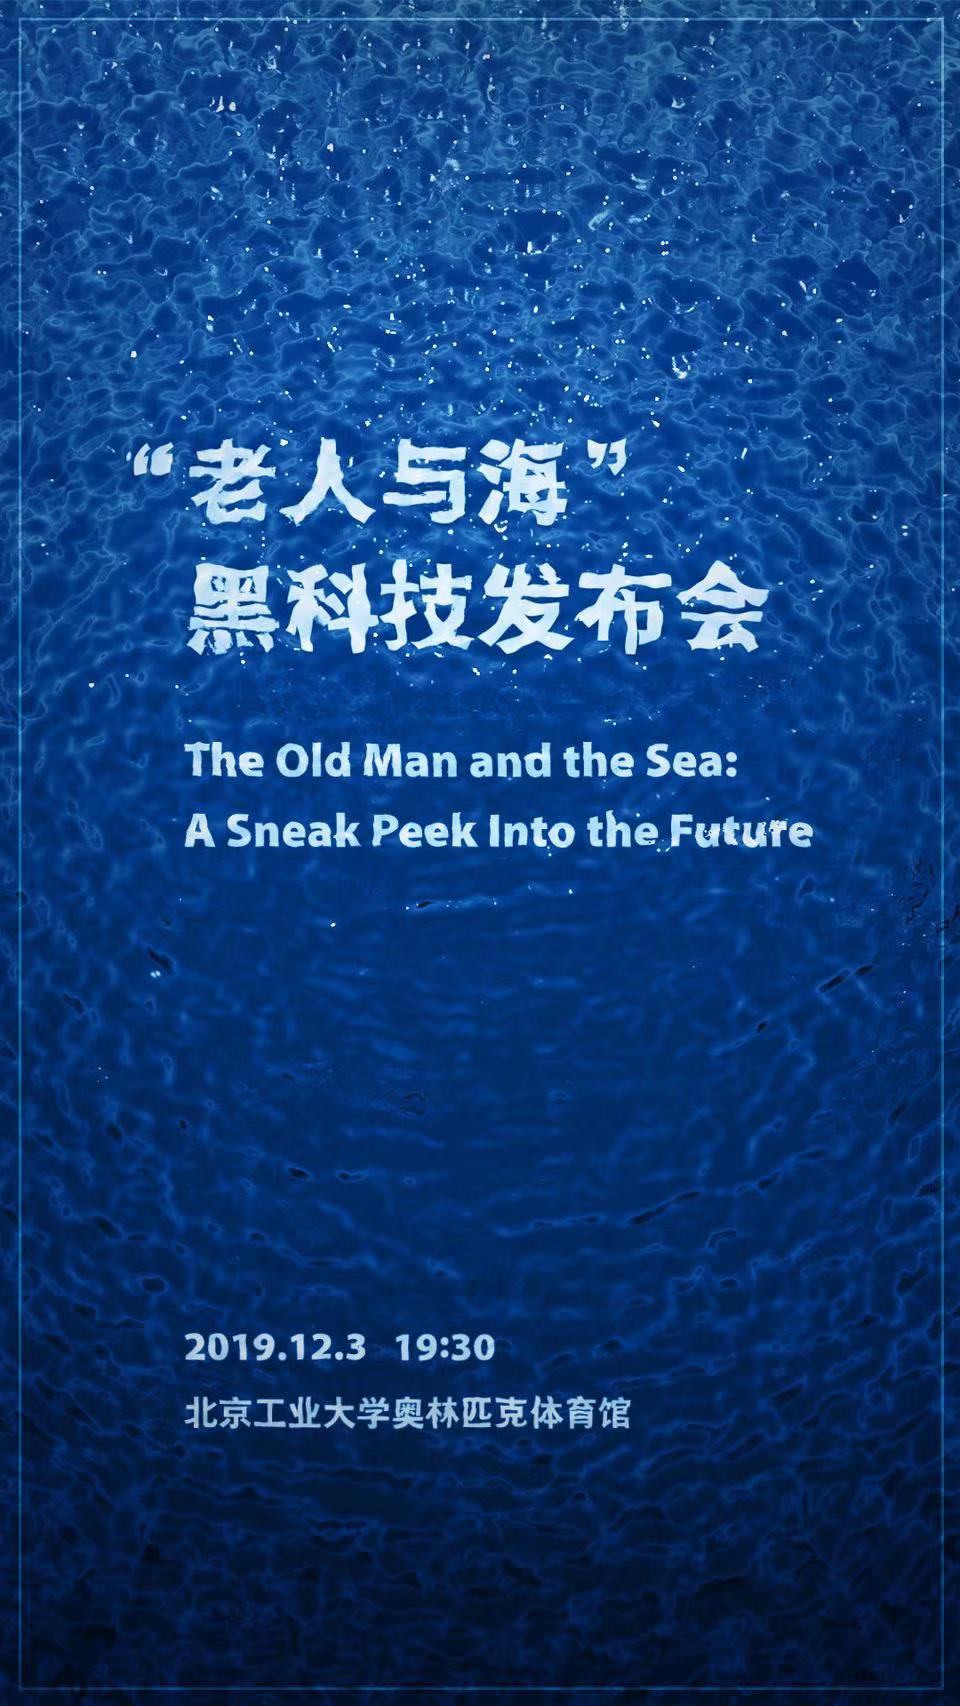 “老人与海”
黑科技发布会
The Old Man and the Sea:
A Sneak Peek Into the Future
2019.12.3 19:30
北京工业大学奥林匹克体育馆